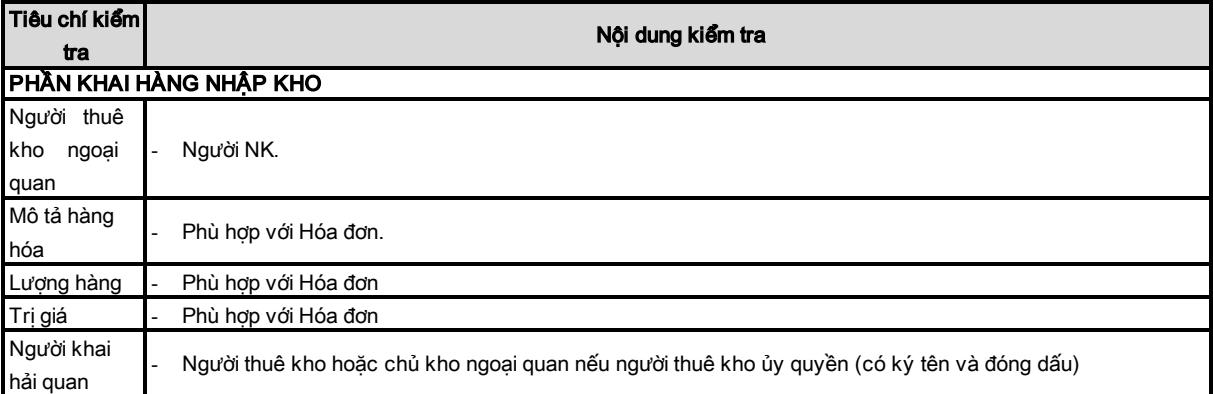 Tiêu chí kiểm
tra
Nội dung kiểm tra
PHẦN KHAI HÀNG NHẬP KHO
Người thuê
kho ngoại
quan
- Người NK.
Mô tả hàng
hóa
- Phù hợp với Hóa đơn.
Lượng hàng
- Phù hợp với Hóa đơn
Trị giá
- Phù hợp với Hóa đơn
Người khai
hải quan
- Người thuê kho hoặc chủ kho ngoại quan nếu người thuê kho ủy quyền (có ký tên và đóng dấu)